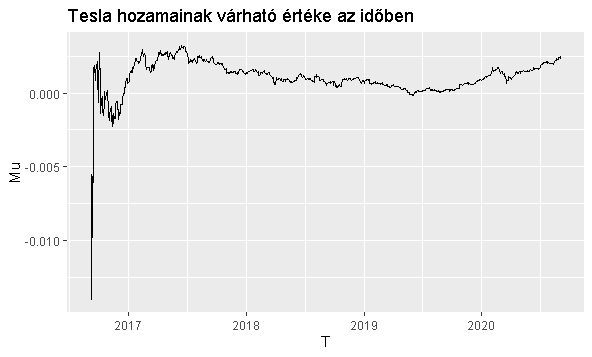 Tesla hozamainak várható értéke az időben
0.000
-0.005
-0.010
Mu
2017
2018
2019
2020
T